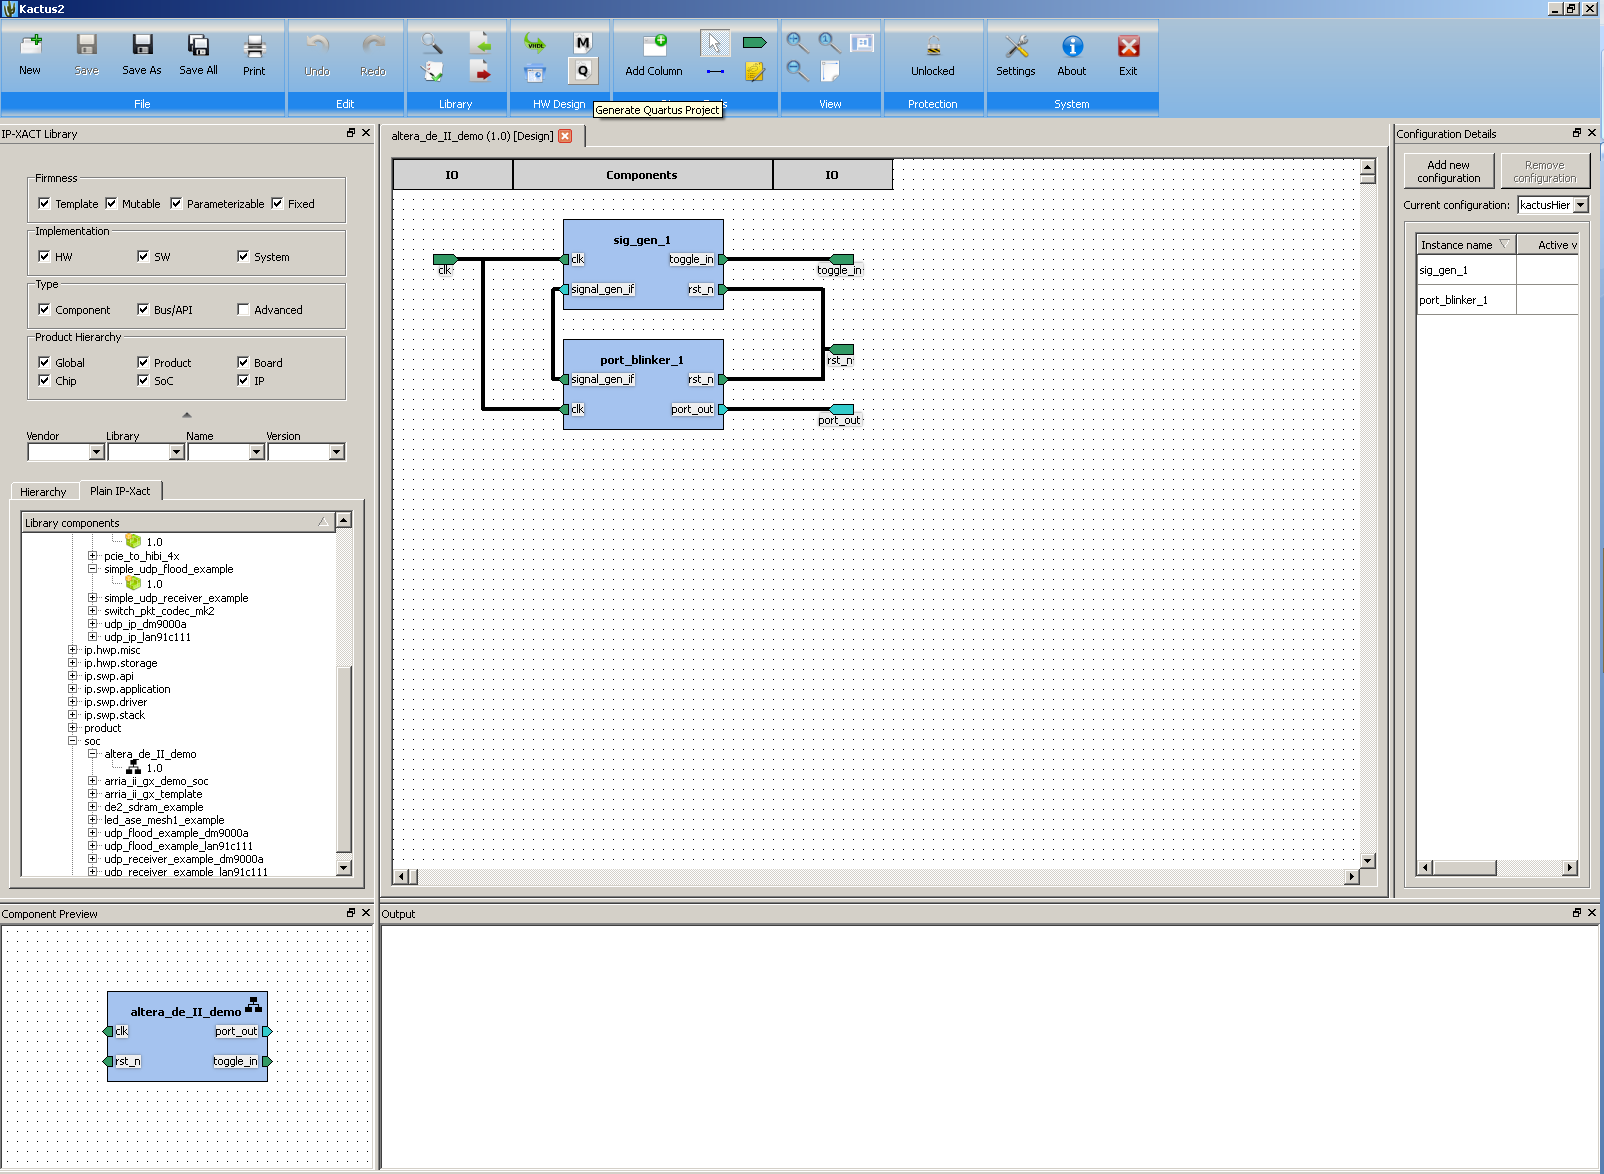 Kactus2
New Save Save As Save All Print
Undo Redo
VHDL M
Q
Add Column
Unlocked
Settings About Exit
File Edit Library HW Design View Protection System
Generate Quartus Project
IP-XACT Library
Firmness
Template Mutable Parameterizable Fixed
Implementation
HW SW System
Type
Component Bus/API Advanced
Product Hierarchy
Global Product Board
Chip SoC IP
Vendor Library Name Version
Hierarchy Plain IP-Xact
Library components
1.0
pcie_to_hibi_4x
simple_udp_flood_example
1.0
simple_udp_receiver_example
switch_pkt_codec_mk2
udp_ip_dm9000a
udp_ip_lan91c111
ip.hwp.misc
ip.hwp.storage
ip.swp.api
ip.swp.application
ip.swp.driver
ip.swp.stack
product
soc
altera_de_II_demo
1.0
arria_ii_gx_demo_soc
arria_ii_gx_template
de2_sdram_example
led_ase_mesh1_example
udp_flood_example_dm9000a
udp_flood_example_lan91c111
udp_receiver_example_dm9000a
udp_receiver_example_lan91c111
altera_de_II_demo (1.0) [Design]
IO Components IO
sig_gen_1
clk clk toggle_in toggle_in
signal_gen_if rst_n
port_blinker_1 rst_n
signal_gen_if rst_n
clk port_out port_out
Configuration Details
Add new configuration
Remove configuration
Current configuration: kactusHier
Instance name Active v
sig_gen_1
port_blinker_1
Component Preview
altera_de_II_demo
clk port_out
rst_n toggle_in
Output